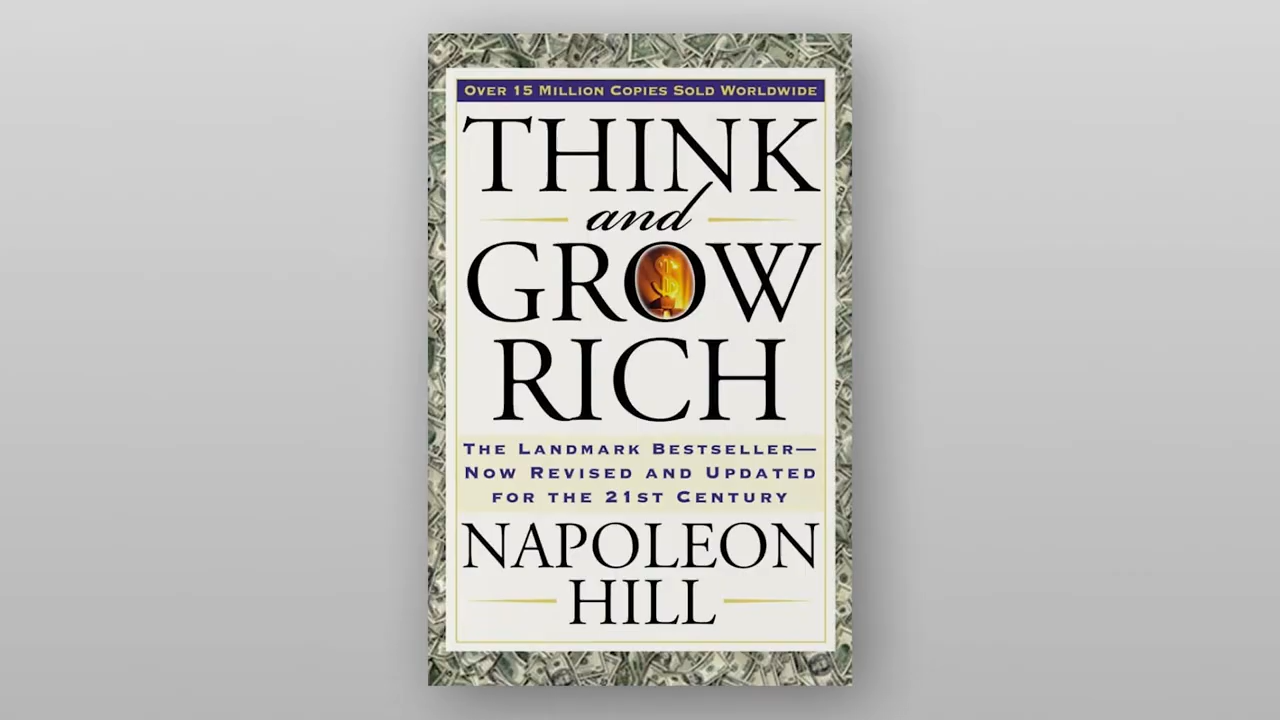 OVER 15 MILLION COPIES SOLD WORLDWIDE
THINK
and
GROW
RICH
THE LANDMARK BESTSELLER—
NOW REVISED AND UPDATED
FOR THE 21ST CENTURY
NAPOLEON
HILL